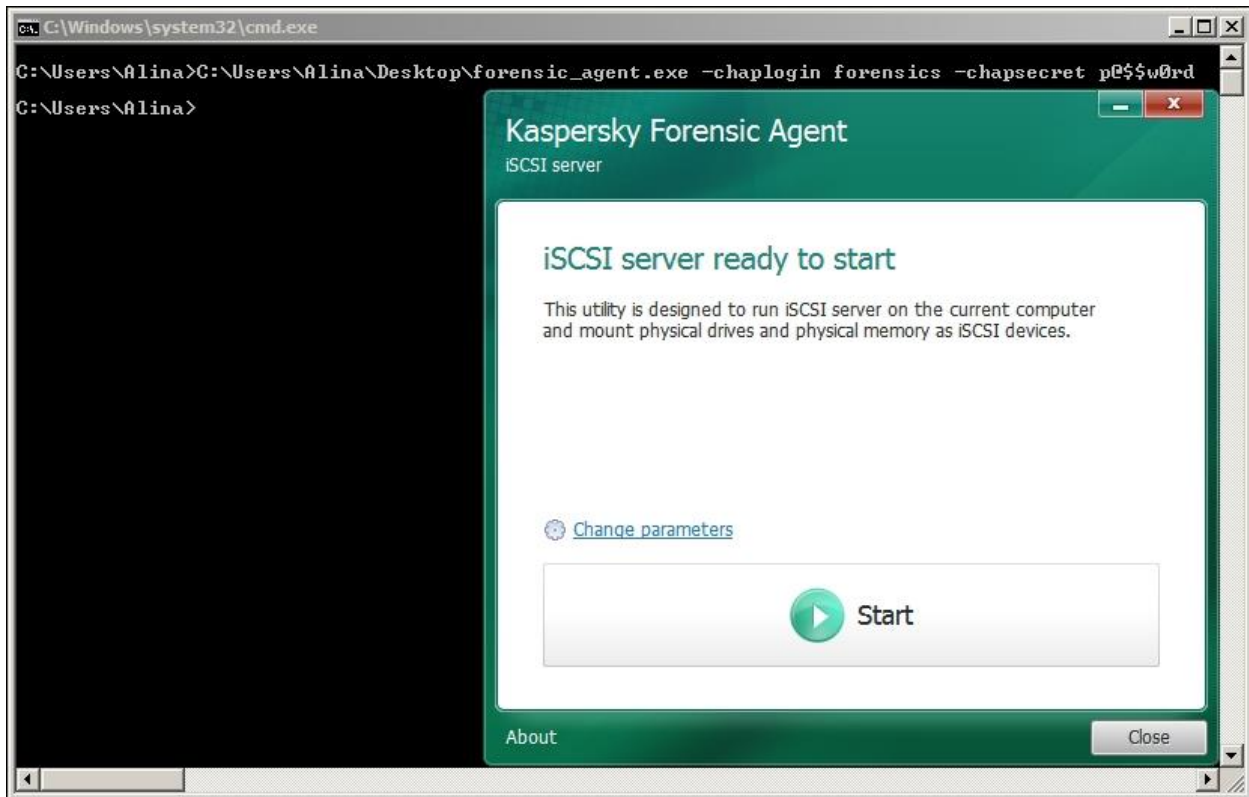 C:\Windows\system32\cmd.exe
C:\Users\Alina>C:\Users\Alina\Desktop\forensic_agent.exe -chaplogin forensics -chapsecret p@$$w0rd
C:\Users\Alina>
Kaspersky Forensic Agent
iSCSI server
iSCSI server ready to start
This utility is designed to run iSCSI server on the current computer
and mount physical drives and physical memory as iSCSI devices.
Change parameters
Start
About
Close